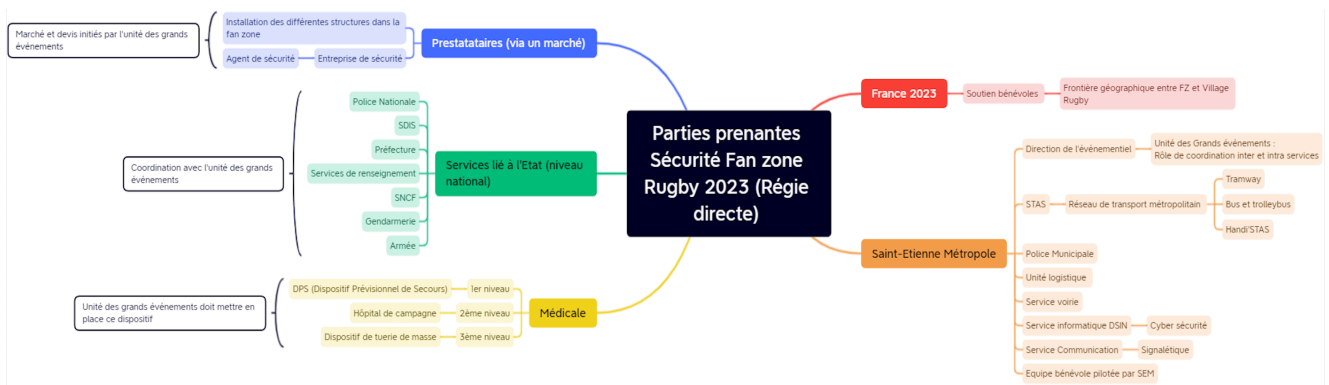 Marché et devis initiés par l'unité des grands
événements
Installation des différentes structures dans la
fan zone
Agent de sécurité
Entreprise de sécurité
Prestatataires (via un marché)
Coordination avec l'unité des grands
événements
Police Nationale
SDIS
Préfecture
Services de renseignement
SNCF
Gendarmerie
Armée
Services lié à l'Etat (niveau
national)
Unité des grands événements doit mettre en
place ce dispositif
DPS (Dispositif Prévisionnel de Secours)
1er niveau
Hôpital de campagne
2ème niveau
Dispositif de tuerie de masse
3ème niveau
Médicale
Parties prenantes
Sécurité Fan zone
Rugby 2023 (Régie
directe)
France 2023
Soutien bénévoles
Frontière géographique entre FZ et Village
Rugby
Saint-Etienne Métropole
Direction de l'événementiel
Unité des Grands événements :
Rôle de coordination inter et intra services
STAS
Réseau de transport métropolitain
Tramway
Bus et trolleybus
Handi'STAS
Police Municipale
Unité logistique
Service voirie
Service informatique DSIN
Cyber sécurité
Service Communication
Signalétique
Equipe bénévole pilotée par SEM